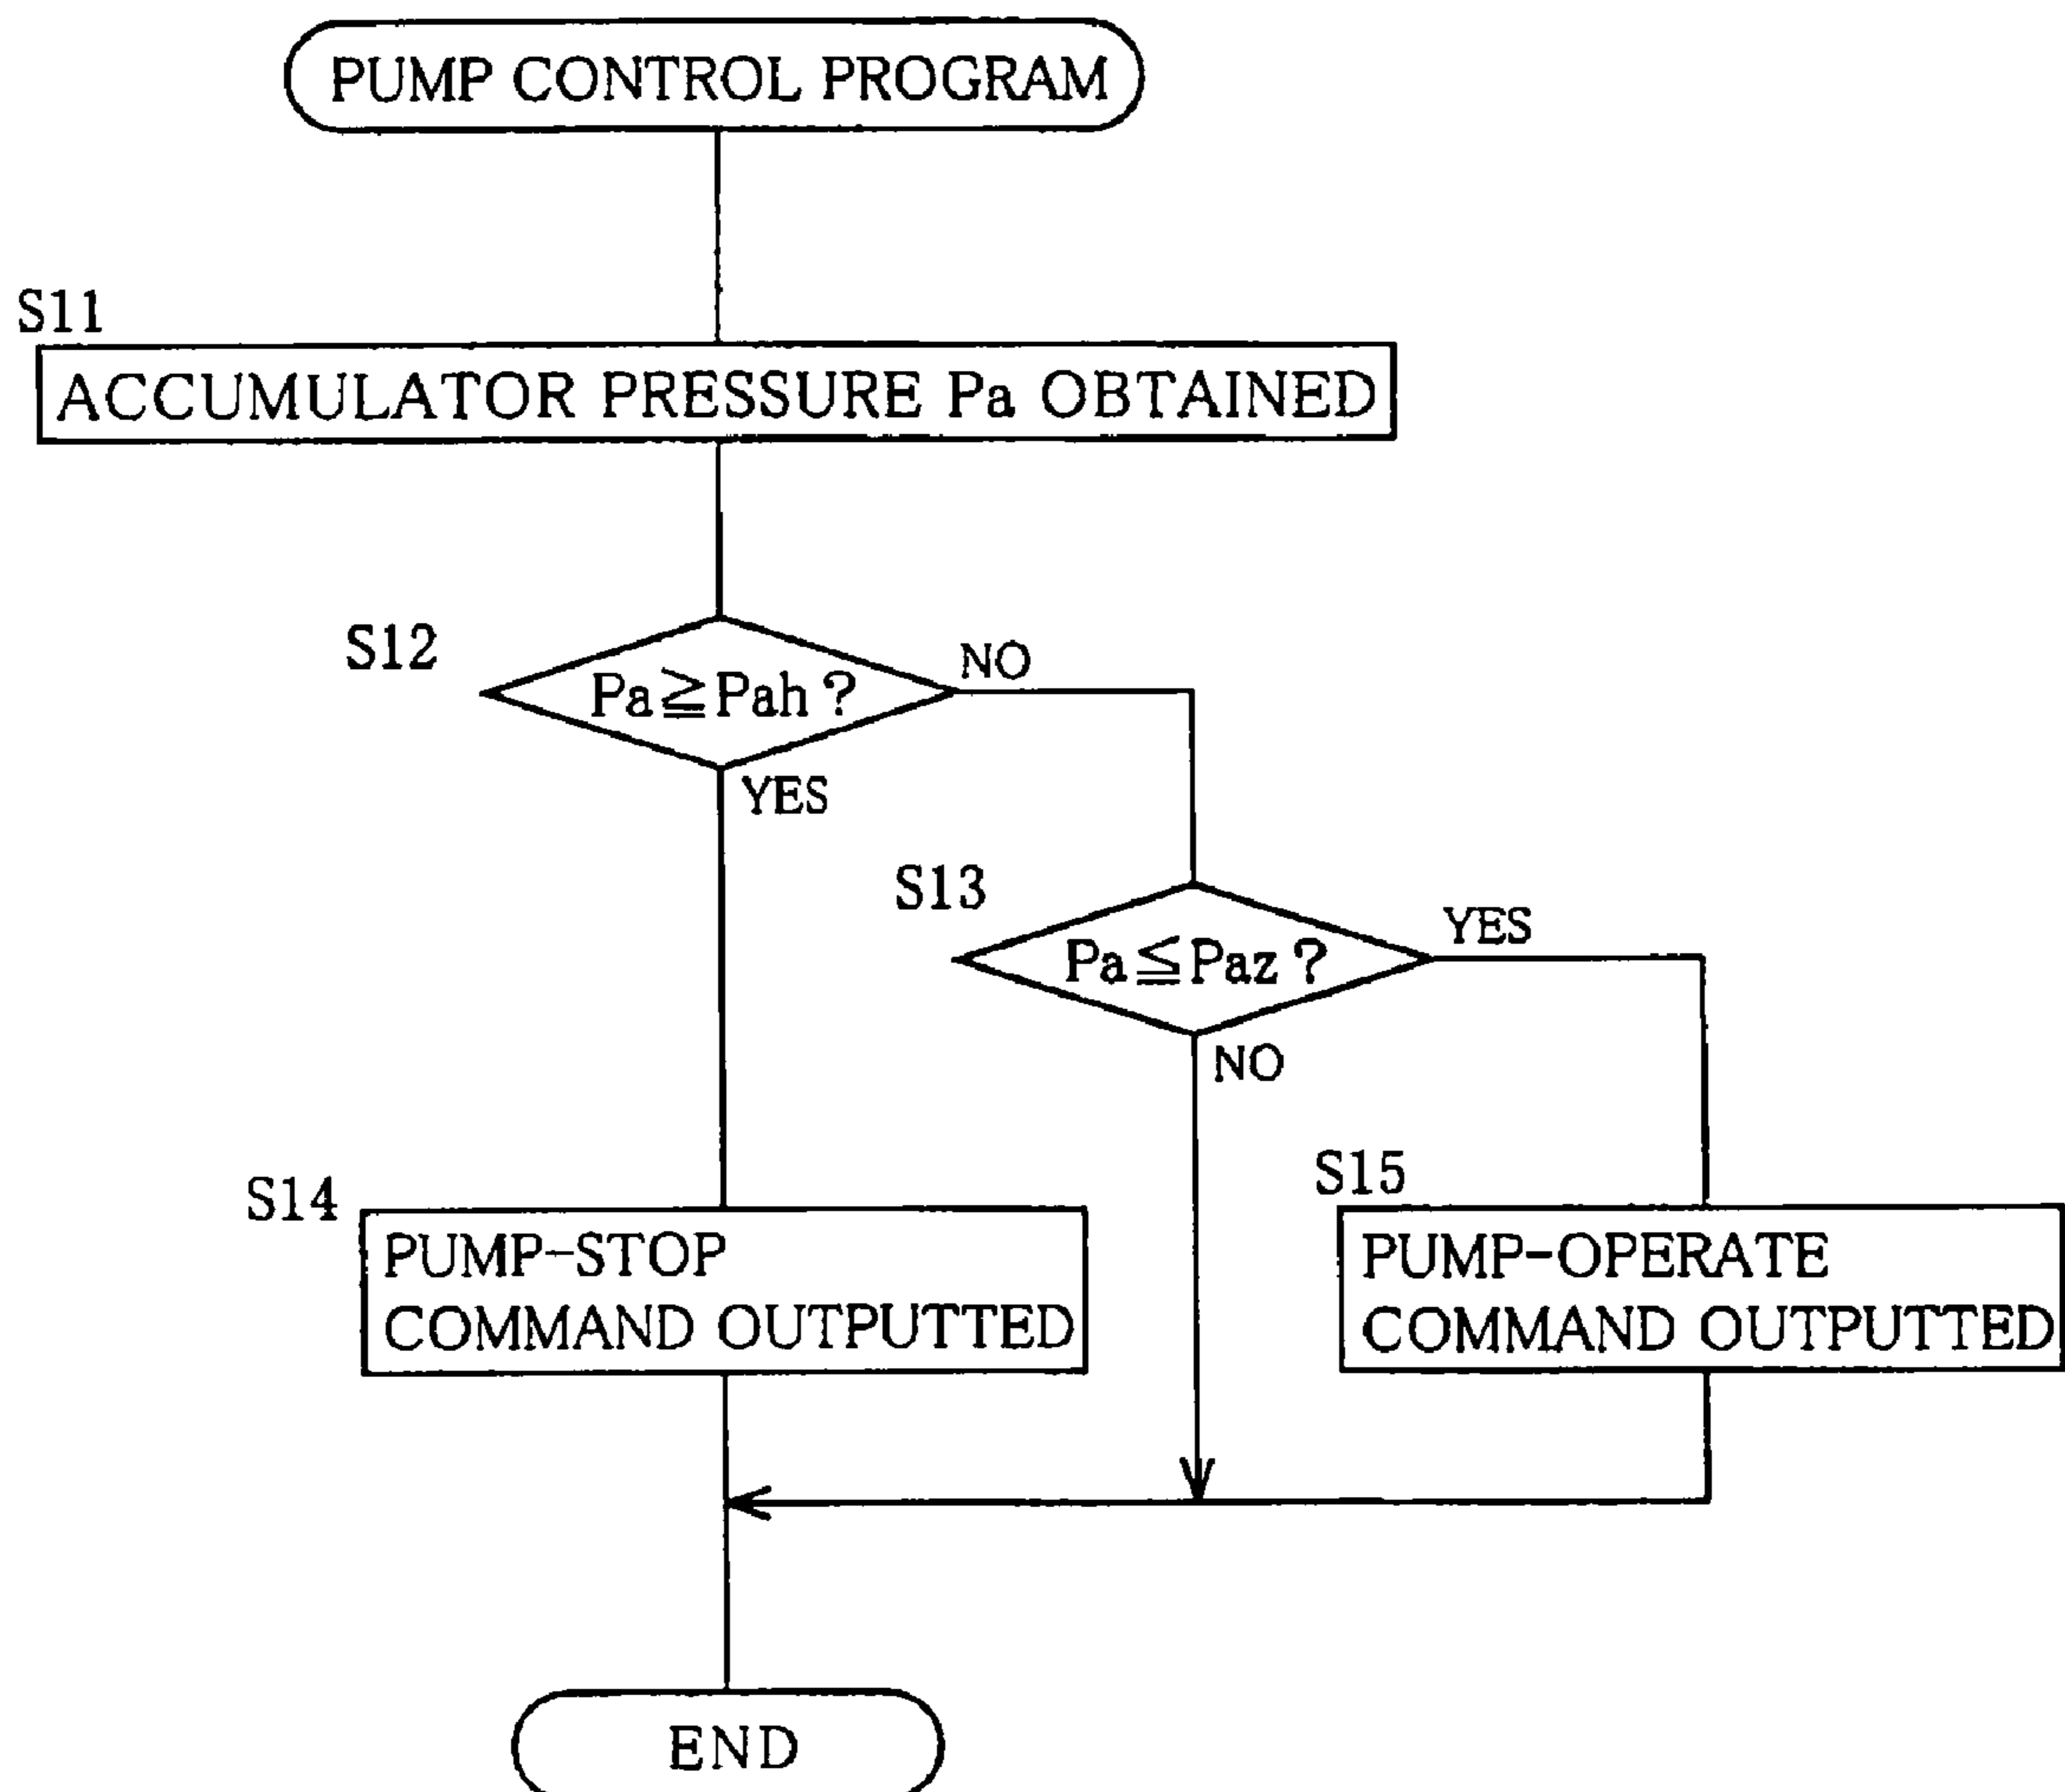 PUMP CONTROL PROGRAM
S11
ACCUMULATOR PRESSURE Pa OBTAINED
S12
Pa≧Pah?
NO
YES
S13
Pa≦Paz?
YES
NO
S14
PUMP-STOP
COMMAND OUTPUTTED
S15
PUMP-OPERATE
COMMAND OUTPUTTED
END